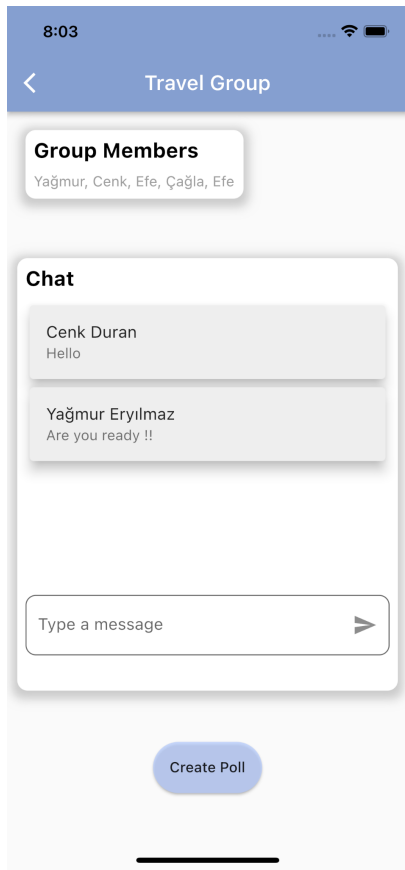 8:03
Travel Group
Group Members
Yağmur, Cenk, Efe, Çağla, Efe
Chat
Cenk Duran
Hello
Yağmur Eryılmaz
Are you ready !!
Type a message
Create Poll